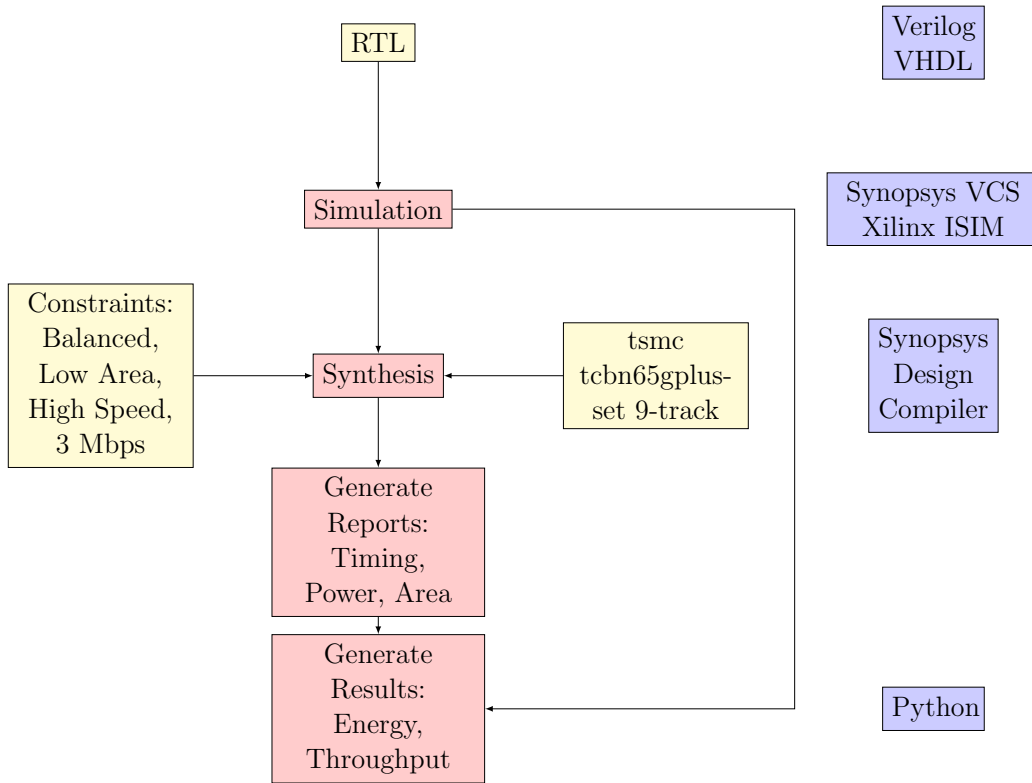 RTL
Verilog
VHDL
Simulation
Synopsys VCS
Xilinx ISIM
Constraints:
Balanced,
Low Area,
High Speed,
3 Mbps
Synthesis
tsmc
tcbn65gplus-
set 9-track
Synopsys
Design
Compiler
Generate
Reports:
Timing,
Power, Area
Generate
Results:
Energy,
Throughput
Python